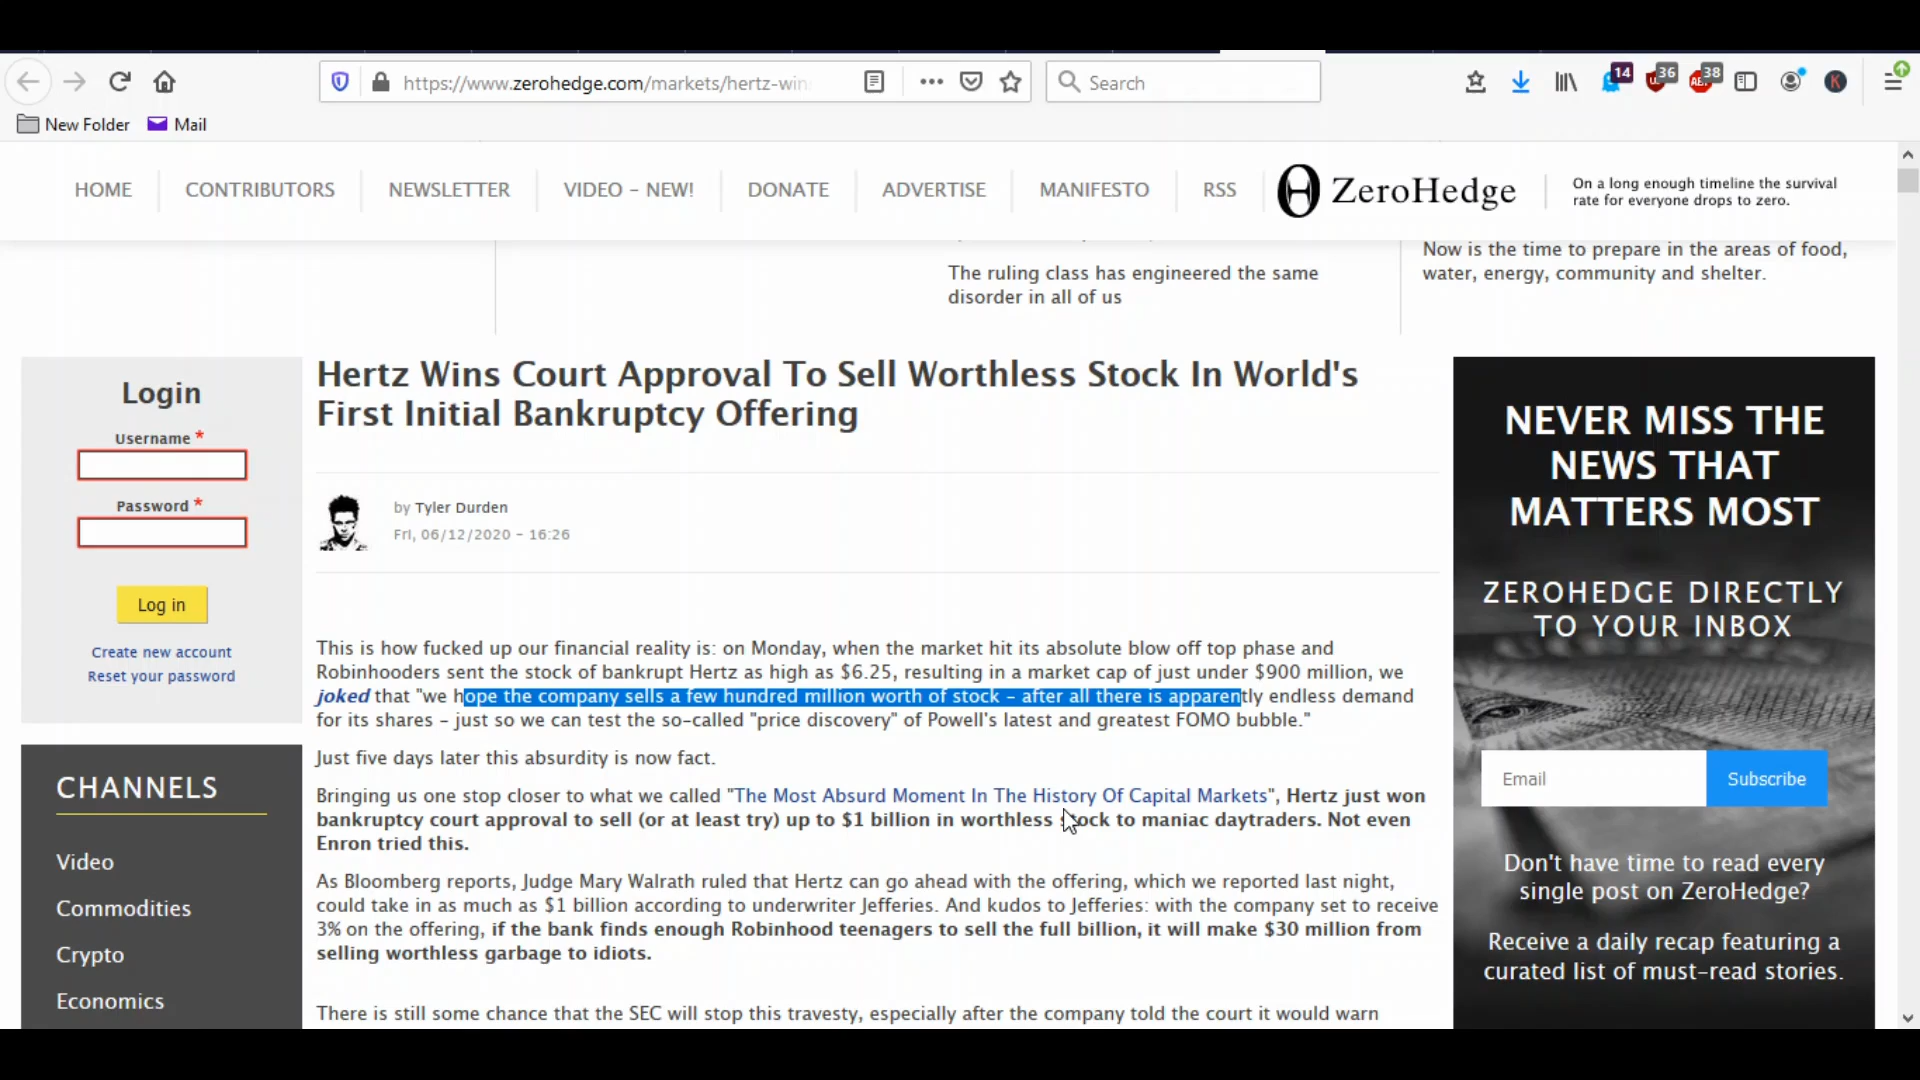 https://www.zerohedge.com/markets/hertz-win
Search
14
36
38
New Folder
Mail
HOME
CONTRIBUTORS
NEWSLETTER
VIDEO - NEW!
DONATE
ADVERTISE
MANIFESTO
RSS
ZeroHedge
On a long enough timeline the survival
rate for everyone drops to zero.
The ruling class has engineered the same
disorder in all of us
Now is the time to prepare in the areas of food,
water, energy, community and shelter.
Login
Username *
Password *
Log in
Create new account
Reset your password
CHANNELS
Video
Commodities
Crypto
Economics
Hertz Wins Court Approval To Sell Worthless Stock In World's
First Initial Bankruptcy Offering
by Tyler Durden
Fri, 06/12/2020 - 16:26
This is how fucked up our financial reality is: on Monday, when the market hit its absolute blow off top phase and
Robinhooders sent the stock of bankrupt Hertz as high as $6.25, resulting in a market cap of just under $900 million, we
joked that "we hope the company sells a few hundred million worth of stock - after all there is apparently endless demand
for its shares - just so we can test the so-called "price discovery" of Powell's latest and greatest FOMO bubble."
Just five days later this absurdity is now fact.
Bringing us one stop closer to what we called "The Most Absurd Moment In The History Of Capital Markets", Hertz just won
bankruptcy court approval to sell (or at least try) up to $1 billion in worthless stock to maniac daytraders. Not even
Enron tried this.
As Bloomberg reports, Judge Mary Walrath ruled that Hertz can go ahead with the offering, which we reported last night,
could take in as much as $1 billion according to underwriter Jefferies. And kudos to Jefferies: with the company set to receive
3% on the offering, if the bank finds enough Robinhood teenagers to sell the full billion, it will make $30 million from
selling worthless garbage to idiots.
There is still some chance that the SEC will stop this travesty, especially after the company told the court it would warn
NEVER MISS THE
NEWS THAT
MATTERS MOST
ZEROHEDGE DIRECTLY
TO YOUR INBOX
Email
Subscribe
Don't have time to read every
single post on ZeroHedge?
Receive a daily recap featuring a
curated list of must-read stories.